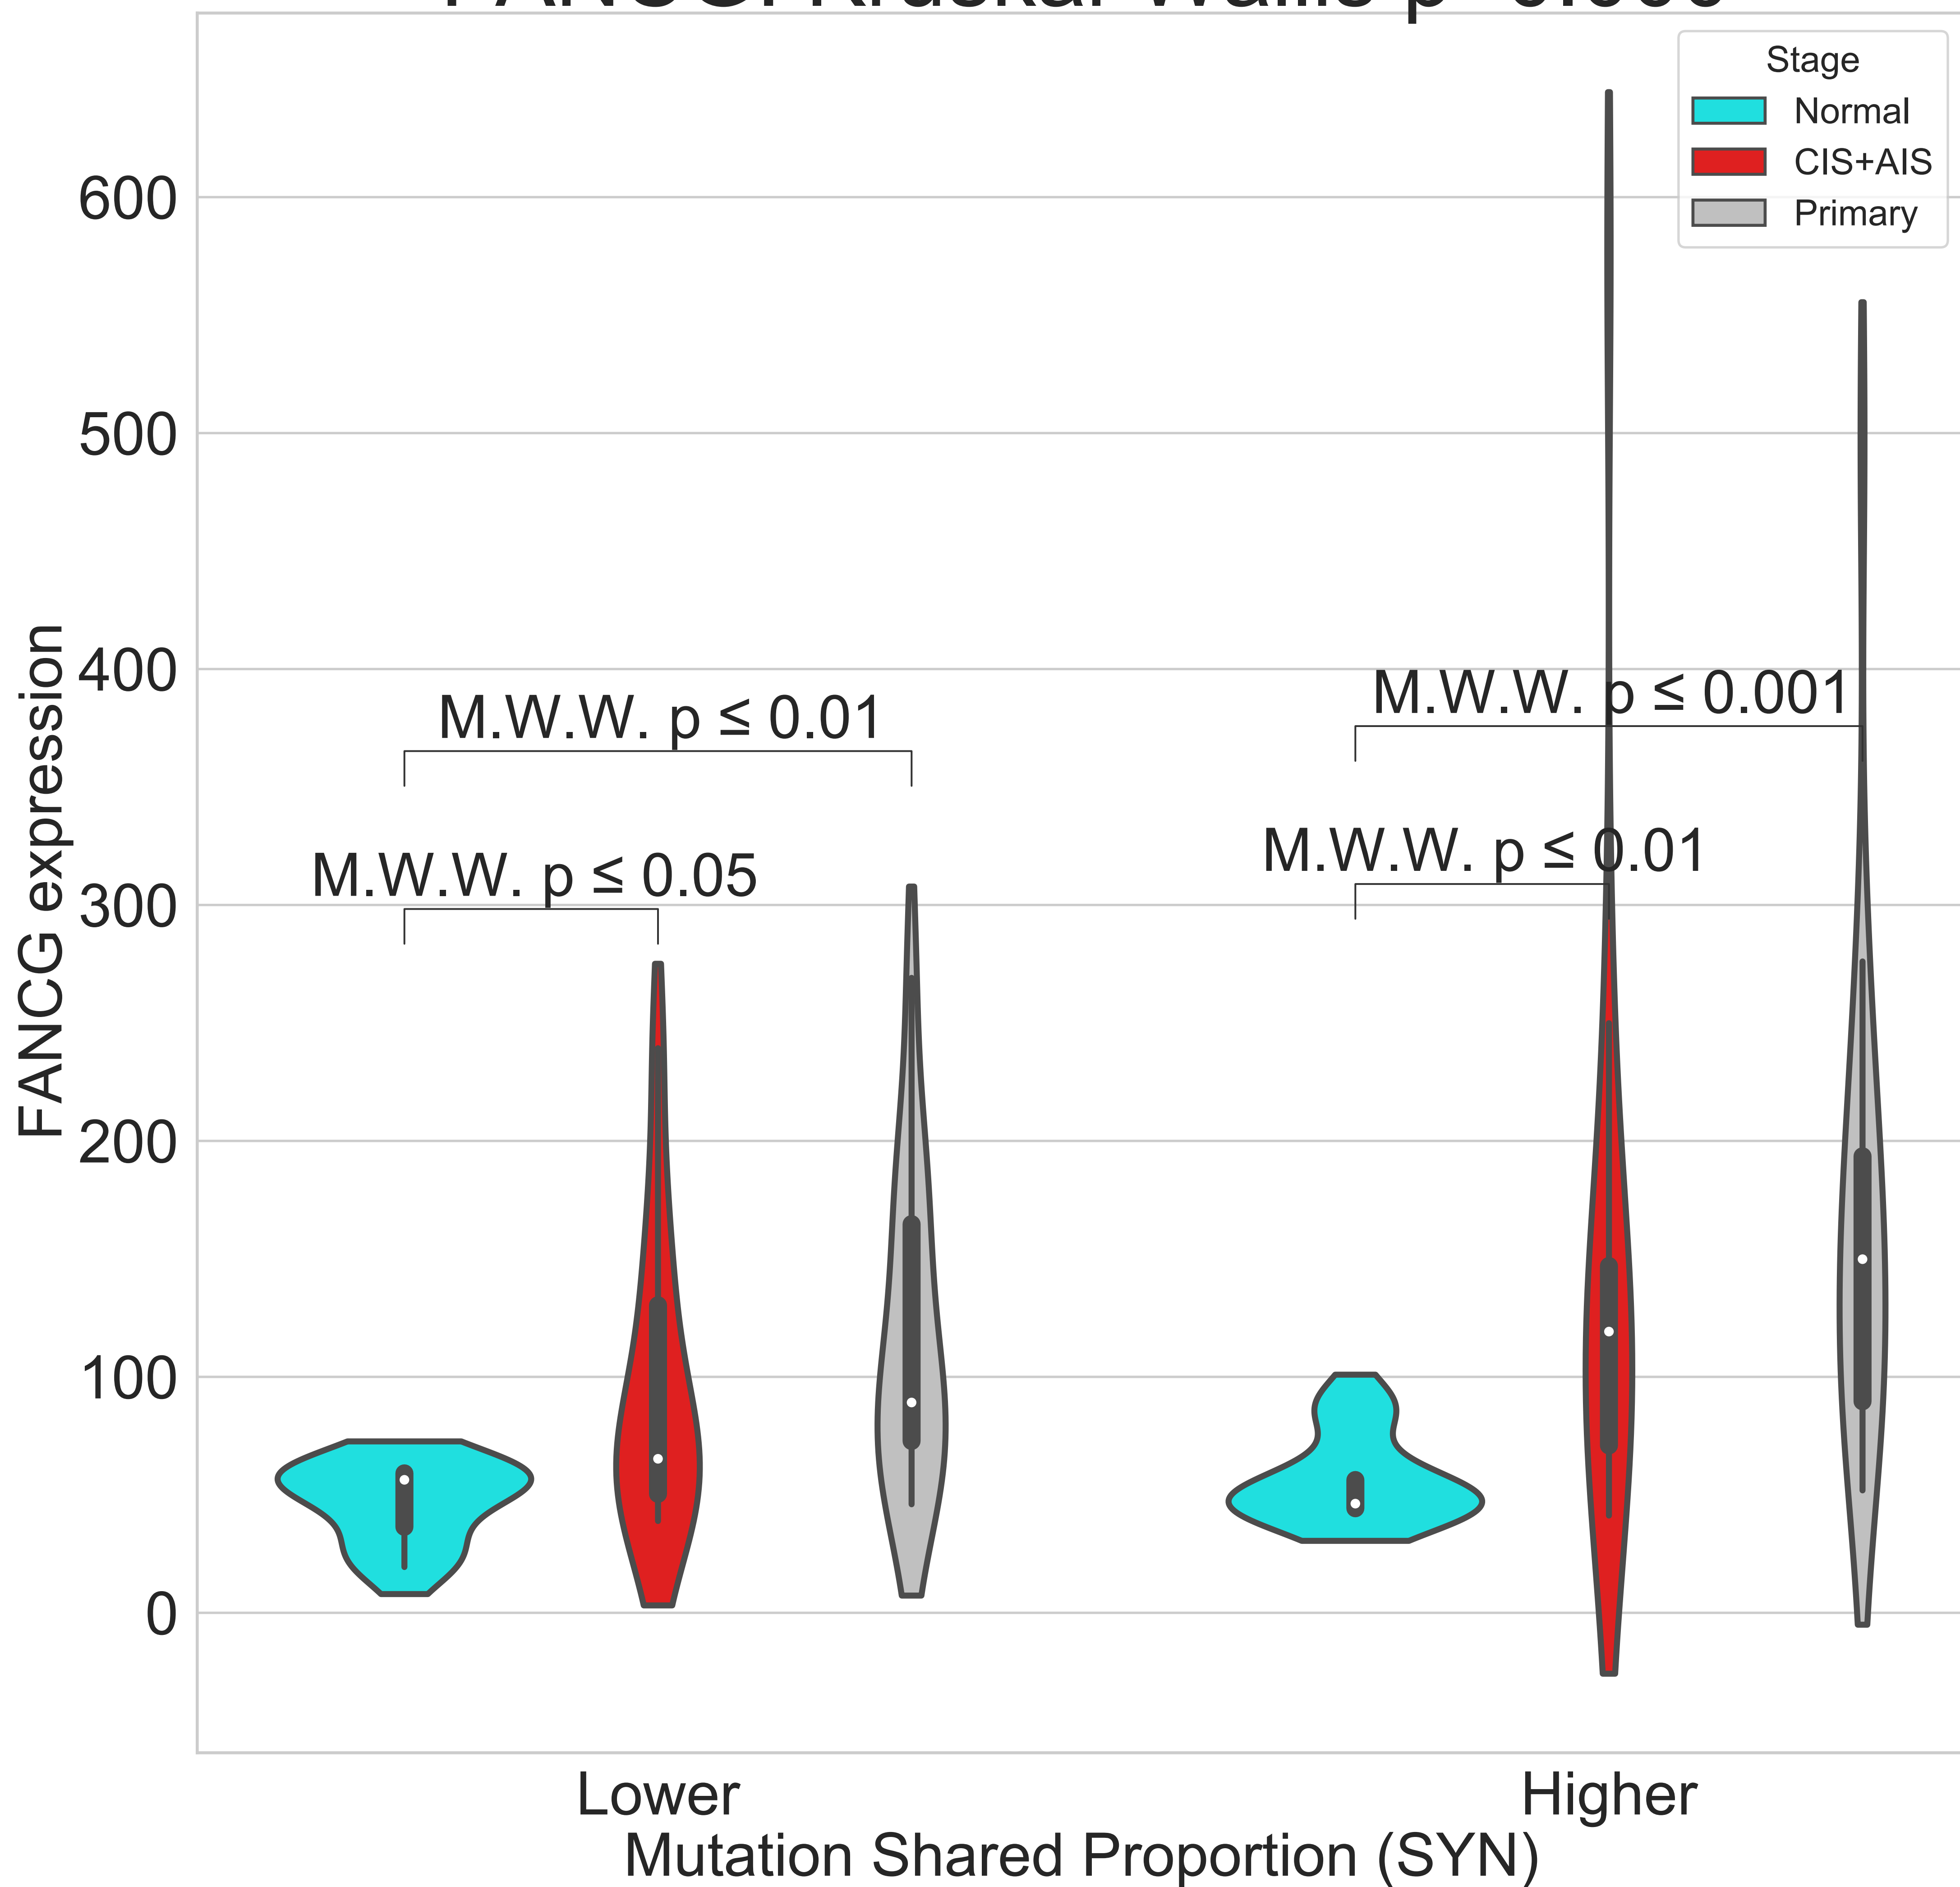 Stage
Normal
CIS+AIS
Primary
600
500
400
300
200
100
0
FANCG expression
M.W.W. p ≤ 0.01
M.W.W. p ≤ 0.05
M.W.W. p ≤ 0.001
M.W.W. p ≤ 0.01
Lower
Higher
Mutation Shared Proportion (SYN)